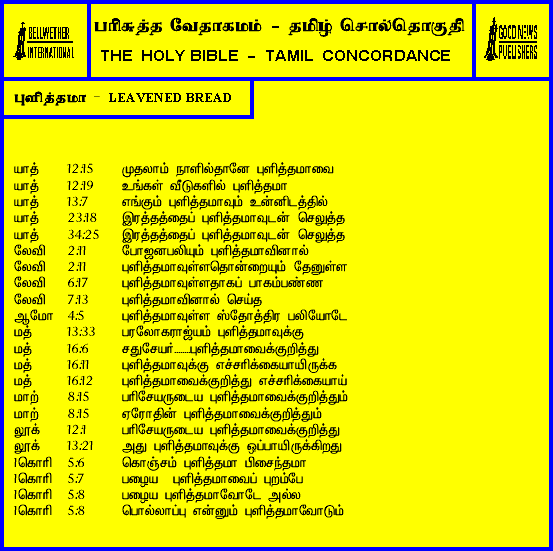 BELLWETHER INTERNATIONAL
பரிசுத்த வேதாகமம் - தமிழ் சொல்தொகுதி
THE HOLY BIBLE - TAMIL CONCORDANCE
GOOD NEWS PUBLISHERS
புளித்தமா - LEAVENED BREAD
யாத் 12:15 முதலாம் நாளில்தானே புளித்தமாவை
யாத் 12:19 உங்கள் வீடுகளில் புளித்தமா
யாத் 13:7 எங்கும் புளித்தமாவும் உன்னிடத்தில்
யாத் 23:18 இரத்தத்தைப் புளித்தமாவுடன் செலுத்த
யாத் 34:25 இரத்தத்தைப் புளித்தமாவுடன் செலுத்த
லேவி 2:11 போஜனபலியும் புளித்தமாவினால்
லேவி 2:11 புளித்தமாவுள்ளதொன்றையும் தேனுள்ள
லேவி 6:17 புளித்தமாவுள்ளதாகப் பாகம்பண்ண
லேவி 7:13 புளித்தமாவினால் செய்த
ஆமோ 4:5 புளித்தமாவுள்ள ஸ்தோத்திர பலியோடே
மத் 13:33 பரலோகராஜ்யம் புளித்தமாவுக்கு
மத் 16:6 சதுசேயர்.......புளித்தமாவைக்குறித்து
மத் 16:11 புளித்தமாவுக்கு எச்சரிக்கையாயிருக்க
மத் 16:12 புளித்தமாவைக்குறித்து எச்சரிக்கையாய்
மாற் 8:15 பரிசேயருடைய புளித்தமாவைக்குறித்தும்
மாற் 8:15 ஏரோதின் புளித்தமாவைக்குறித்தும்
லூக் 12:1 பரிசேயருடைய புளித்தமாவைக்குறித்து
லூக் 13:21 அது புளித்தமாவுக்கு ஒப்பாயிருக்கிறது
1கொரி 5:6 கொஞ்சம் புளித்தமா பிசைந்தமா
1கொரி 5:7 பழைய புளித்தமாவைப் புறம்பே
1கொரி 5:8 பழைய புளித்தமாவோடே அல்ல
1கொரி 5:8 பொல்லாப்பு என்னும் புளித்தமாவோடும்